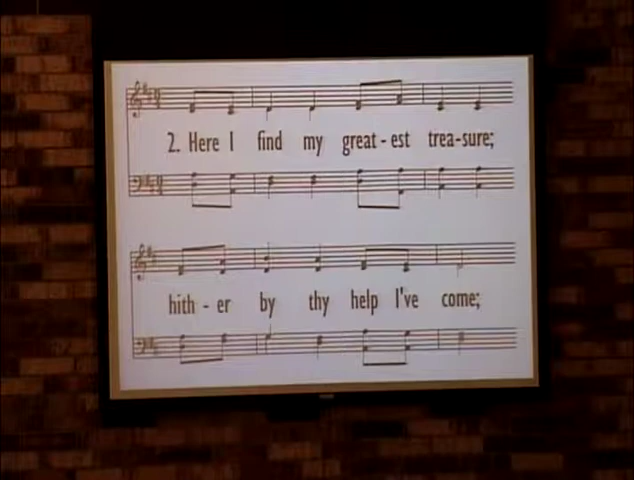 2. Here I find my great - est trea-sure;
hith - er by thy help I've come;